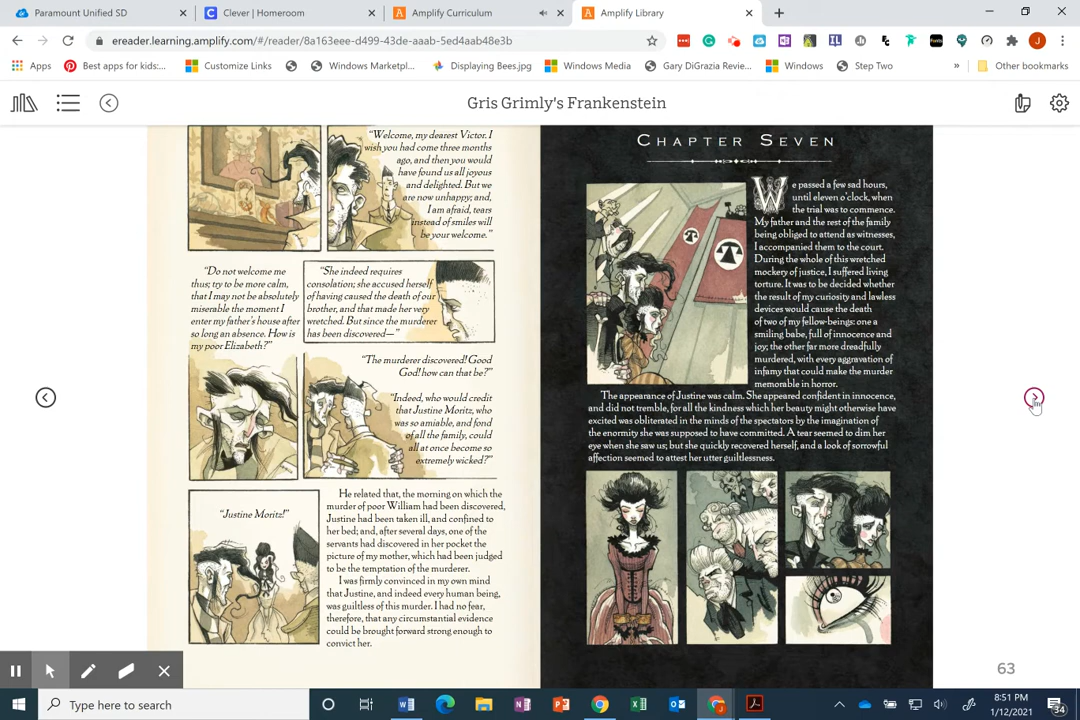 Paramount Unified SD
Clever | Homeroom
Amplify Curriculum
Amplify Library
ereader.learning.amplify.com/#/reader/8a163eee-d499-43de-aaab-5ed4aab48e3b
Apps
Best apps for kids:...
Customize Links
Windows Marketpl...
Displaying Bees.jpg
Windows Media
Gary DiGrazia Revie...
Windows
Step Two
»
Other bookmarks
Gris Grimly's Frankenstein
“Welcome, my dearest Victor. I
wish you had come three months
ago, and then you would
have found us all joyous
and delighted. But we
are now unhappy; and,
I am afraid, tears
instead of smiles will
be your welcome.”
“Do not welcome me
thus; try to be more calm,
that I may not be absolutely
miserable the moment I
enter my father's house after
so long an absence. How is
my poor Elizabeth?”
“She indeed requires
consolation; she accused herself
of having caused the death of our
brother, and that made her very
wretched. But since the murderer
has been discovered—”
“The murderer discovered! Good
God! how can that be?”
“Indeed, who would credit
that Justine Moritz, who
was so amiable, and fond
of all the family, could
all at once become so
extremely wicked?”
“Justine Moritz!”
He related that, the morning on which the
murder of poor William had been discovered,
Justine had been taken ill, and confined to
her bed; and, after several days, one of the
servants had discovered in her pocket the
picture of my mother, which had been judged
to be the temptation of the murderer.
I was firmly convinced in my own mind
that Justine, and indeed every human being,
was guiltless of this murder. I had no fear,
therefore, that any circumstantial evidence
could be brought forward strong enough to
convict her.
CHAPTER SEVEN
We passed a few sad hours,
until eleven o'clock, when
the trial was to commence.
My father and the rest of the family
being obliged to attend as witnesses,
I accompanied them to the court.
During the whole of this wretched
mockery of justice, I suffered living
torture. It was to be decided whether
the result of my curiosity and lawless
devices would cause the death
of two of my fellow-beings: one a
smiling babe, full of innocence and
joy; the other far more dreadfully
murdered, with every aggravation of
infamy that could make the murder
memorable in horror.
The appearance of Justine was calm. She appeared confident in innocence,
and did not tremble, for all the kindness which her beauty might otherwise have
excited was obliterated in the minds of the spectators by the imagination of
the enormity she was supposed to have committed. A tear seemed to dim her
eye when she saw us; but she quickly recovered herself, and a look of sorrowful
affection seemed to attest her utter guiltlessness.
63
Type here to search
8:51 PM
1/12/2021
34